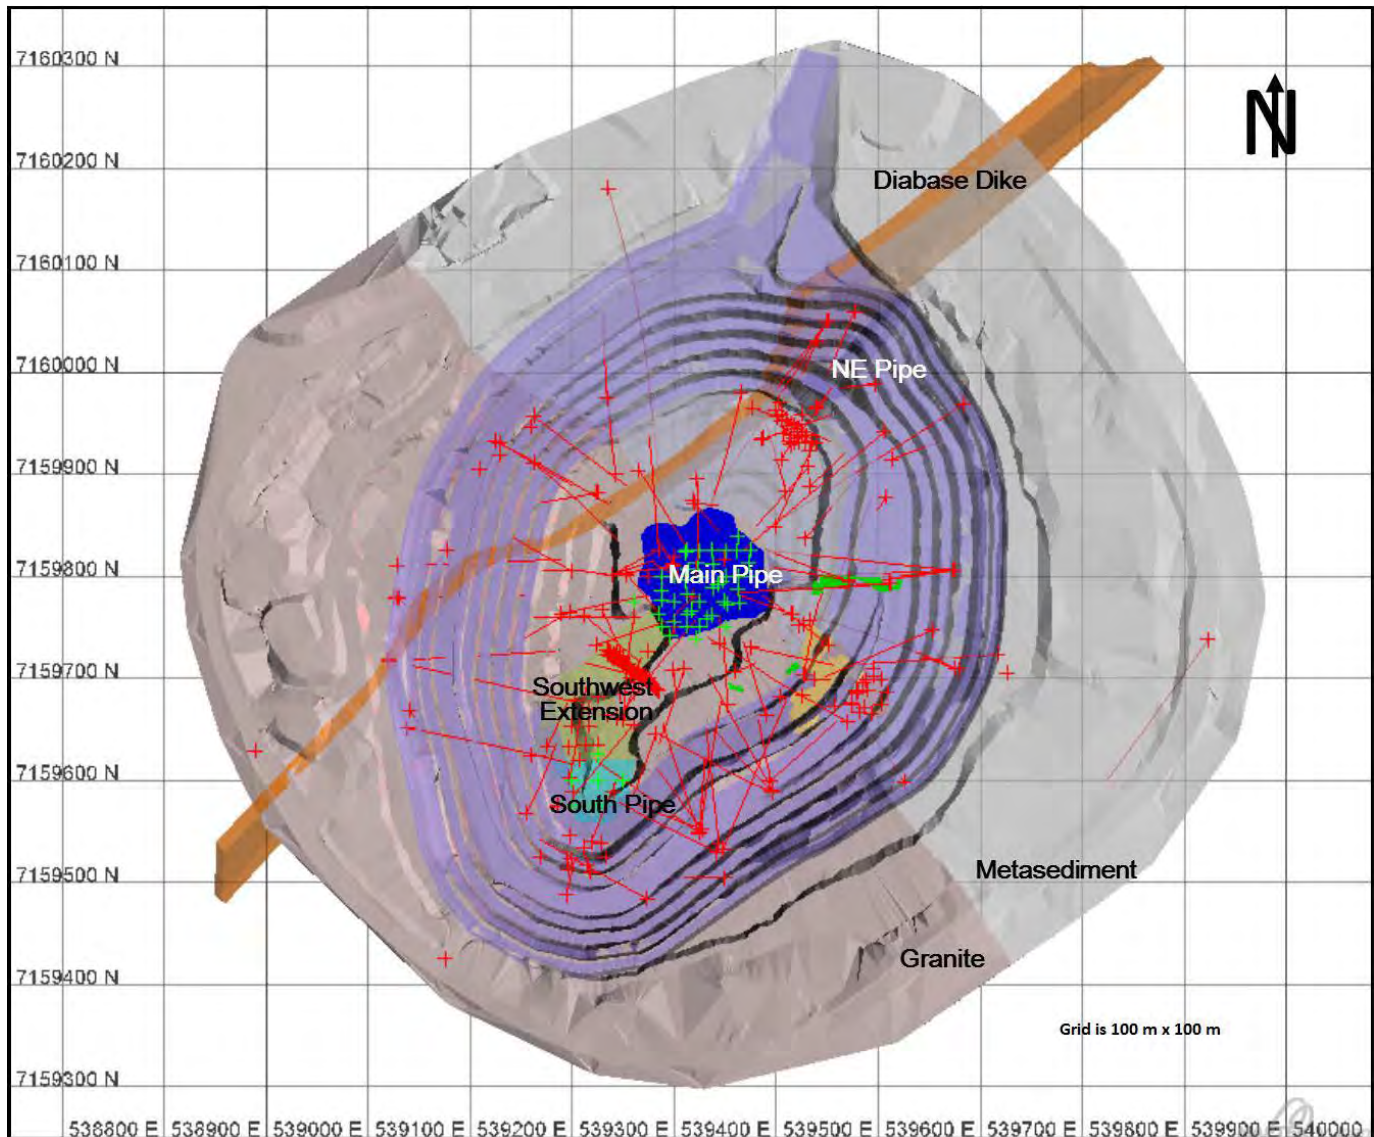 7160300 N
N
7160200 N
Diabase Dike
7160100 N
7160000 N
NE Pipe
7159900 N
7159800 N
Main Pipe
7159700 N
Southwest
Extension
7159600 N
South Pipe
7159500 N
Metasediment
Granite
7159400 N
Grid is 100 m x 100 m
7159300 N
538800 E 538900 E 539000 E 539100 E 539200 E 539300 E 539400 E 539500 E 539600 E 539700 E 539800 E 539900 E 540000